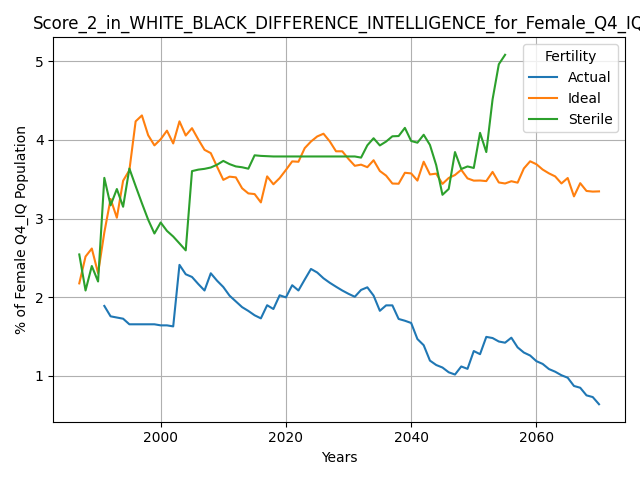 Score_2_in_WHITE_BLACK_DIFFERENCE_INTELLIGENCE_for_Female_Q4_IQ
Fertility
Actual
Ideal
Sterile
% of Female Q4_IQ Population
5
4
3
2
1
2000 2020 2040 2060
Years